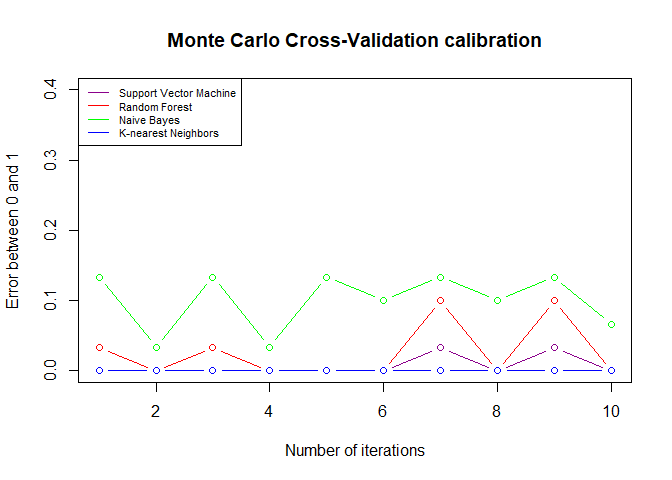 Monte Carlo Cross-Validation calibration
Support Vector Machine
Random Forest
Naive Bayes
K-nearest Neighbors
Error between 0 and 1
0.4
0.3
0.2
0.1
0.0
2 4 6 8 10
Number of iterations